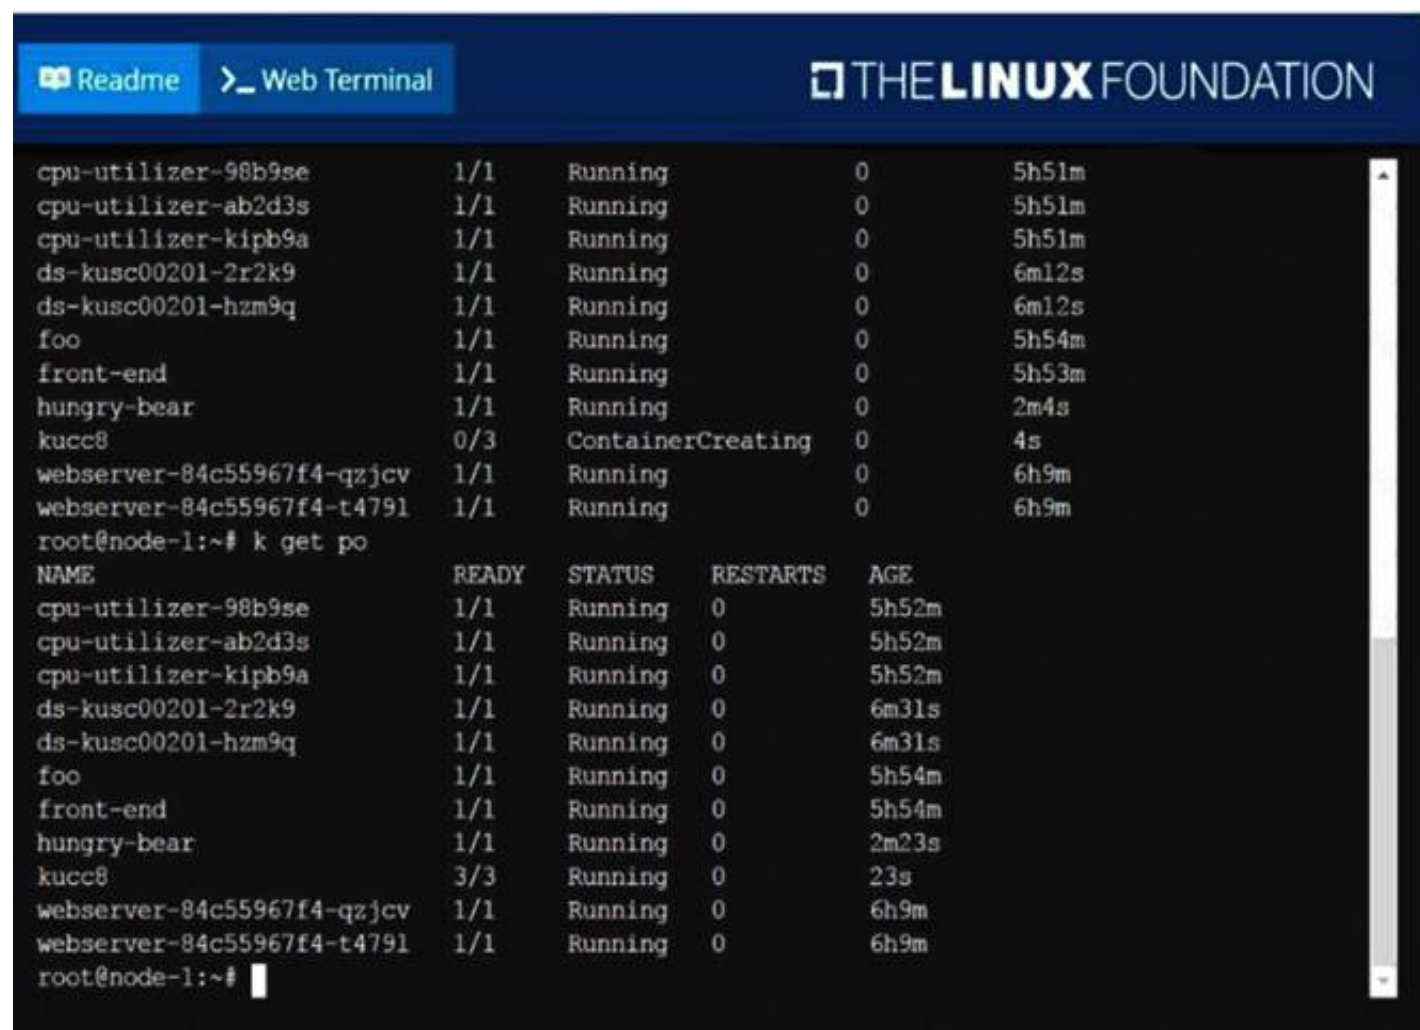 Readme >_ Web Terminal THE LINUX FOUNDATION
cpu-utilizer-98b9se 1/1 Running 0 5h51m
cpu-utilizer-ab2d3s 1/1 Running 0 5h51m
cpu-utilizer-kipb9a 1/1 Running 0 5h51m
ds-kusc00201-2r2k9 1/1 Running 0 6m12s
ds-kusc00201-hzm9q 1/1 Running 0 6m12s
foo 1/1 Running 0 5h54m
front-end 1/1 Running 0 5h53m
hungry-bear 1/1 Running 0 2m4s
kucc8 0/3 ContainerCreating 0 4s
webserver-84c55967f4-qzjcv 1/1 Running 0 6h9m
webserver-84c55967f4-t479l 1/1 Running 0 6h9m
root@node-1:~# k get po
NAME READY STATUS RESTARTS AGE
cpu-utilizer-98b9se 1/1 Running 0 5h52m
cpu-utilizer-ab2d3s 1/1 Running 0 5h52m
cpu-utilizer-kipb9a 1/1 Running 0 5h52m
ds-kusc00201-2r2k9 1/1 Running 0 6m31s
ds-kusc00201-hzm9q 1/1 Running 0 6m31s
foo 1/1 Running 0 5h54m
front-end 1/1 Running 0 5h54m
hungry-bear 1/1 Running 0 2m23s
kucc8 3/3 Running 0 23s
webserver-84c55967f4-qzjcv 1/1 Running 0 6h9m
webserver-84c55967f4-t479l 1/1 Running 0 6h9m
root@node-1:~#